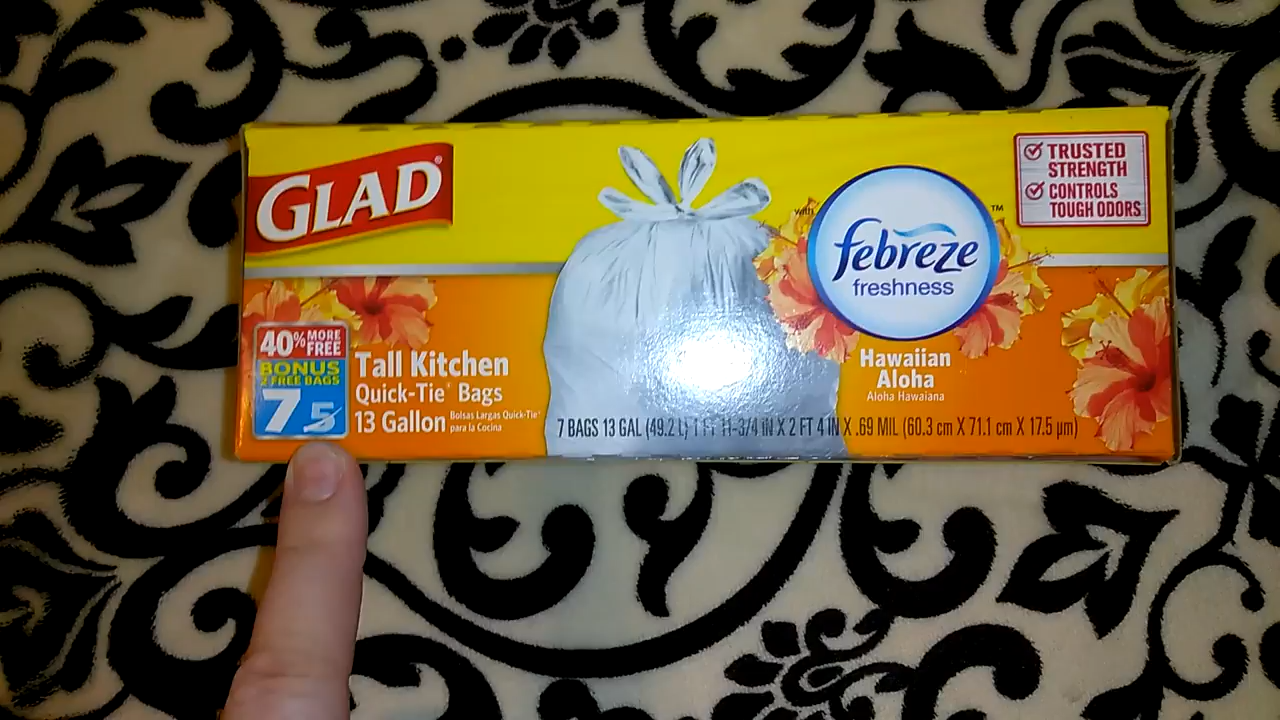 GLAD®
with febreze™
freshness
TRUSTED
STRENGTH
CONTROLS
TOUGH ODORS
40% MORE
FREE
BONUS
2 FREE BAGS
7 5
Tall Kitchen
Quick-Tie® Bags
13 Gallon
Bolsas Largas Quick-Tie®
para la Cocina
Hawaiian
Aloha
Aloha Hawaiana
7 BAGS 13 GAL (49.2 L) 1 FT 11-3/4 IN X 2 FT 4 IN X .69 MIL (60.3 cm X 71.1 cm X 17.5 µm)